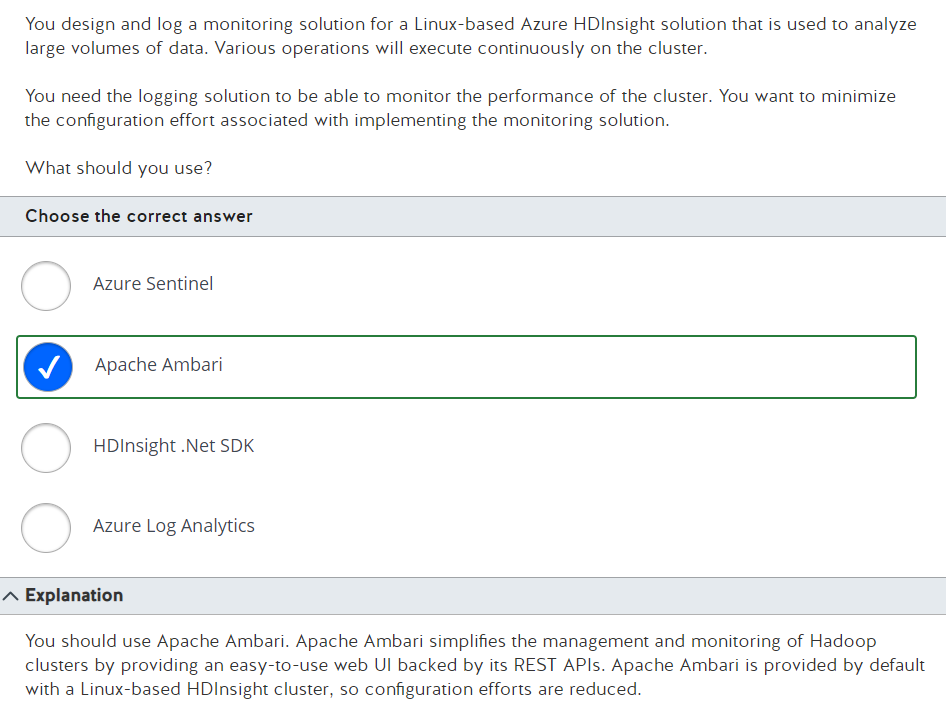 You design and log a monitoring solution for a Linux-based Azure HDInsight solution that is used to analyze
large volumes of data. Various operations will execute continuously on the cluster.
You need the logging solution to be able to monitor the performance of the cluster. You want to minimize
the configuration effort associated with implementing the monitoring solution.
What should you use?
Choose the correct answer
Azure Sentinel
Apache Ambari
HDInsight .Net SDK
Azure Log Analytics
Explanation
You should use Apache Ambari. Apache Ambari simplifies the management and monitoring of Hadoop
clusters by providing an easy-to-use web UI backed by its REST APIs. Apache Ambari is provided by default
with a Linux-based HDInsight cluster, so configuration efforts are reduced.